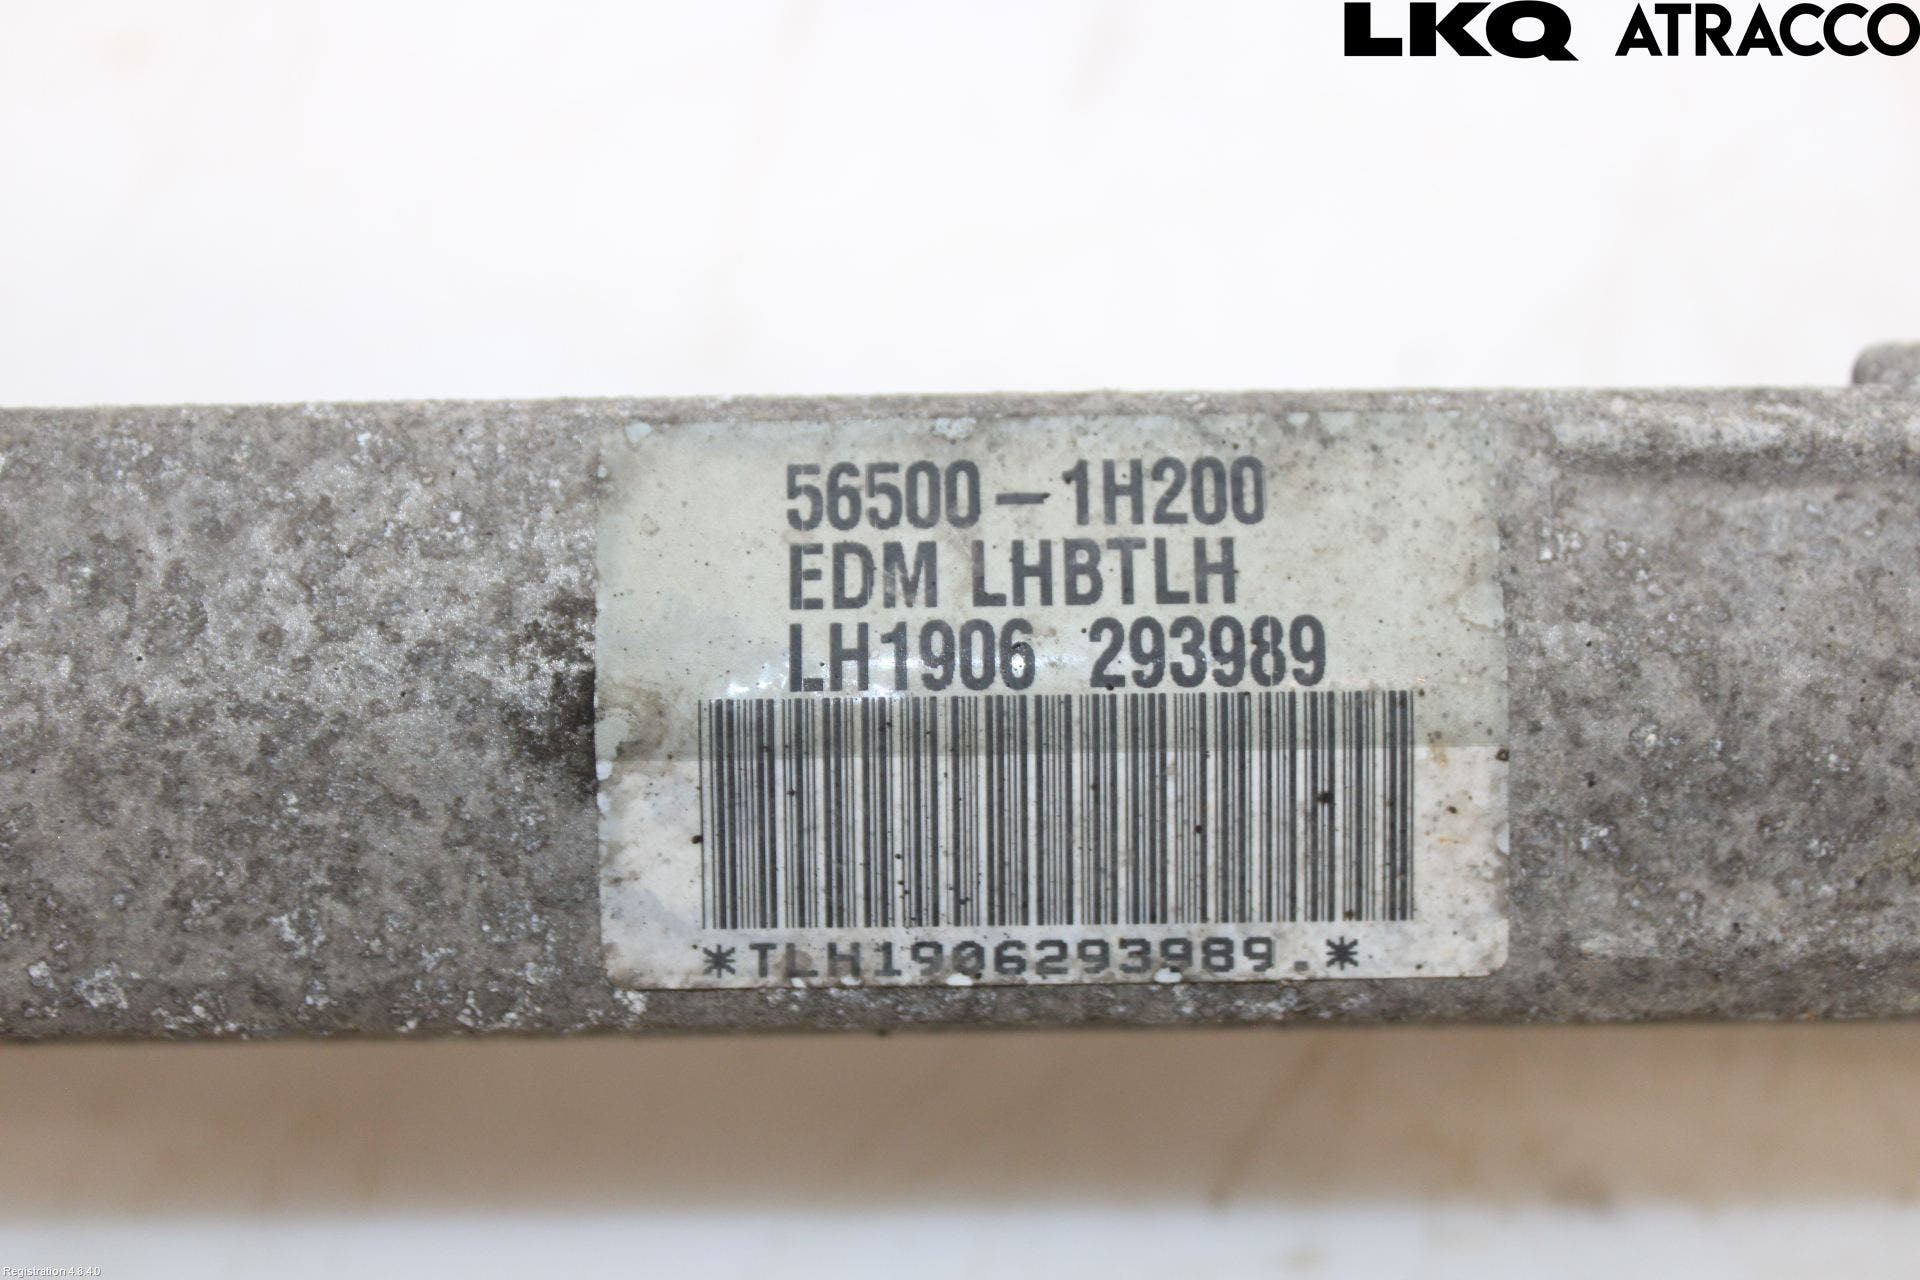 LKQ ATRACCO
56500-1H200
EDM LHBTLH
LH1906 293989
*TLH1906293989.*
Registration 4.8.4.0